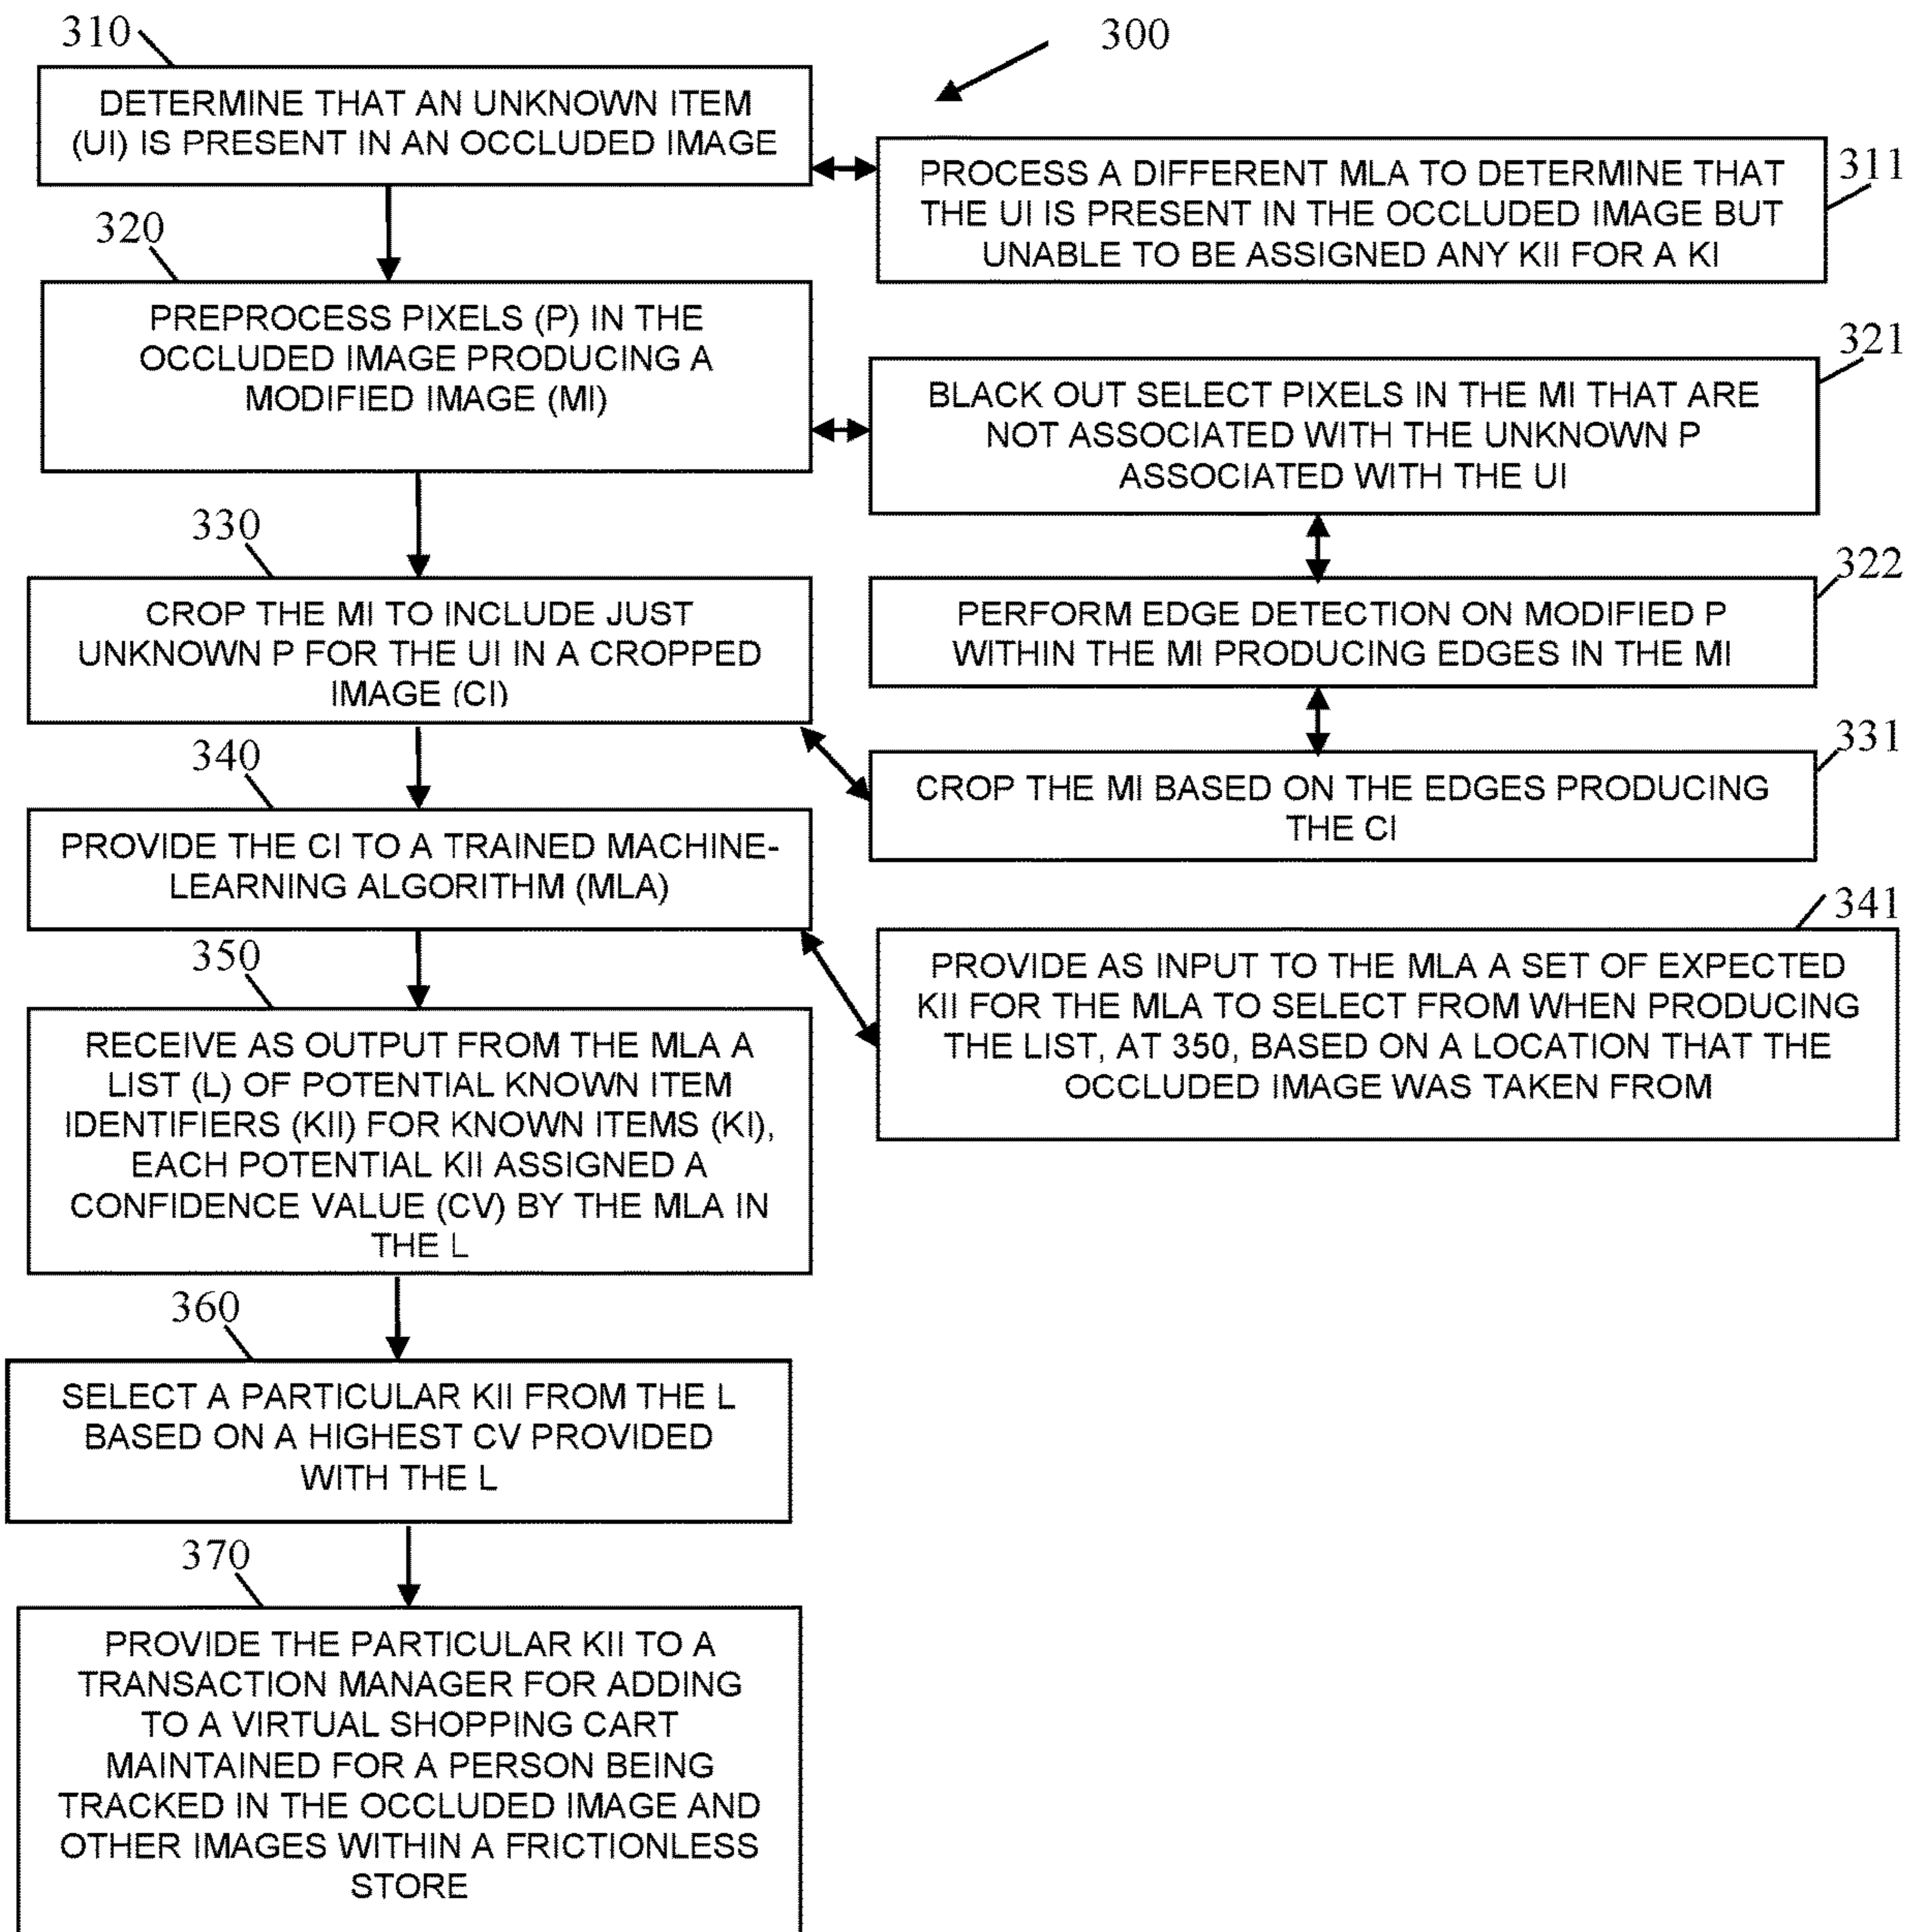 310
300
DETERMINE THAT AN UNKNOWN ITEM
(UI) IS PRESENT IN AN OCCLUDED IMAGE
311
PROCESS A DIFFERENT MLA TO DETERMINE THAT
THE UI IS PRESENT IN THE OCCLUDED IMAGE BUT
UNABLE TO BE ASSIGNED ANY KII FOR A KI
320
PREPROCESS PIXELS (P) IN THE
OCCLUDED IMAGE PRODUCING A
MODIFIED IMAGE (MI)
321
BLACK OUT SELECT PIXELS IN THE MI THAT ARE
NOT ASSOCIATED WITH THE UNKNOWN P
ASSOCIATED WITH THE UI
322
PERFORM EDGE DETECTION ON MODIFIED P
WITHIN THE MI PRODUCING EDGES IN THE MI
330
CROP THE MI TO INCLUDE JUST
UNKNOWN P FOR THE UI IN A CROPPED
IMAGE (CI)
331
CROP THE MI BASED ON THE EDGES PRODUCING
THE CI
340
PROVIDE THE CI TO A TRAINED MACHINE-
LEARNING ALGORITHM (MLA)
341
PROVIDE AS INPUT TO THE MLA A SET OF EXPECTED
KII FOR THE MLA TO SELECT FROM WHEN PRODUCING
THE LIST, AT 350, BASED ON A LOCATION THAT THE
OCCLUDED IMAGE WAS TAKEN FROM
350
RECEIVE AS OUTPUT FROM THE MLA A
LIST (L) OF POTENTIAL KNOWN ITEM
IDENTIFIERS (KII) FOR KNOWN ITEMS (KI),
EACH POTENTIAL KII ASSIGNED A
CONFIDENCE VALUE (CV) BY THE MLA IN
THE L
360
SELECT A PARTICULAR KII FROM THE L
BASED ON A HIGHEST CV PROVIDED
WITH THE L
370
PROVIDE THE PARTICULAR KII TO A
TRANSACTION MANAGER FOR ADDING
TO A VIRTUAL SHOPPING CART
MAINTAINED FOR A PERSON BEING
TRACKED IN THE OCCLUDED IMAGE AND
OTHER IMAGES WITHIN A FRICTIONLESS
STORE